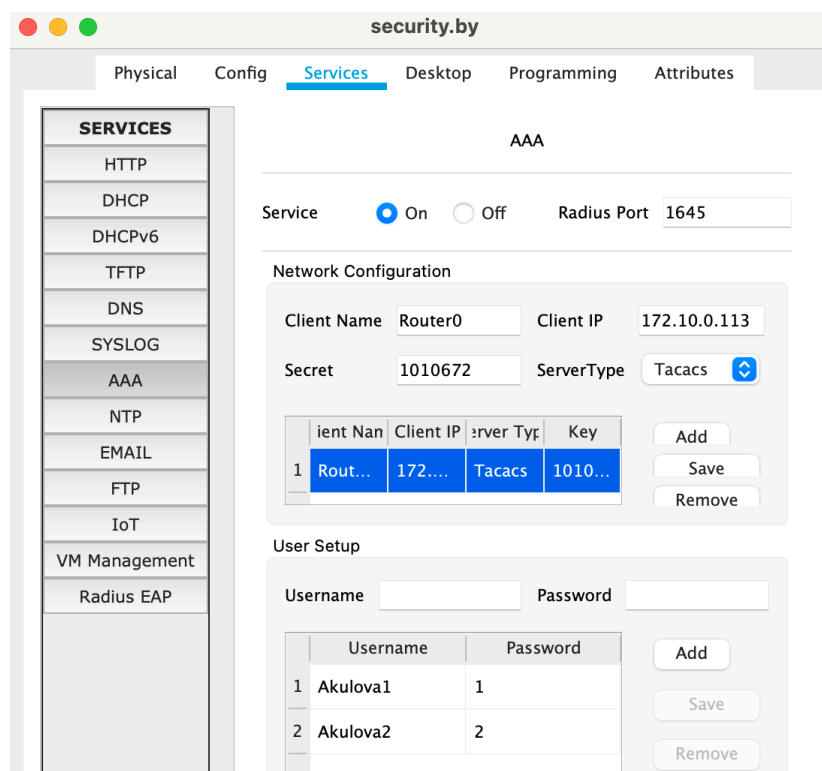 security.by
Physical Config Services Desktop Programming Attributes
SERVICES
HTTP
DHCP
DHCPv6
TFTP
DNS
SYSLOG
AAA
NTP
EMAIL
FTP
IoT
VM Management
Radius EAP
AAA
Service On Off Radius Port 1645
Network Configuration
Client Name Router0 Client IP 172.10.0.113
Secret 1010672 ServerType Tacacs
ient Nan Client IP erver Typ Key
1 Rout... 172.... Tacacs 1010...
Add
Save
Remove
User Setup
Username Password
Username Password
1 Akulova1 1
2 Akulova2 2
Add
Save
Remove